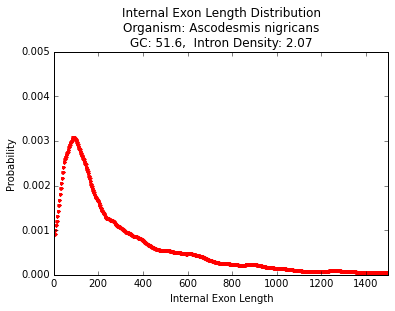 Internal Exon Length Distribution
Organism: Ascodesmis nigricans
GC: 51.6,  Intron Density: 2.07
0.005
0.004
0.003
0.002
0.001
0.000
Probability
0
200
400
600
800
1000
1200
1400
Internal Exon Length